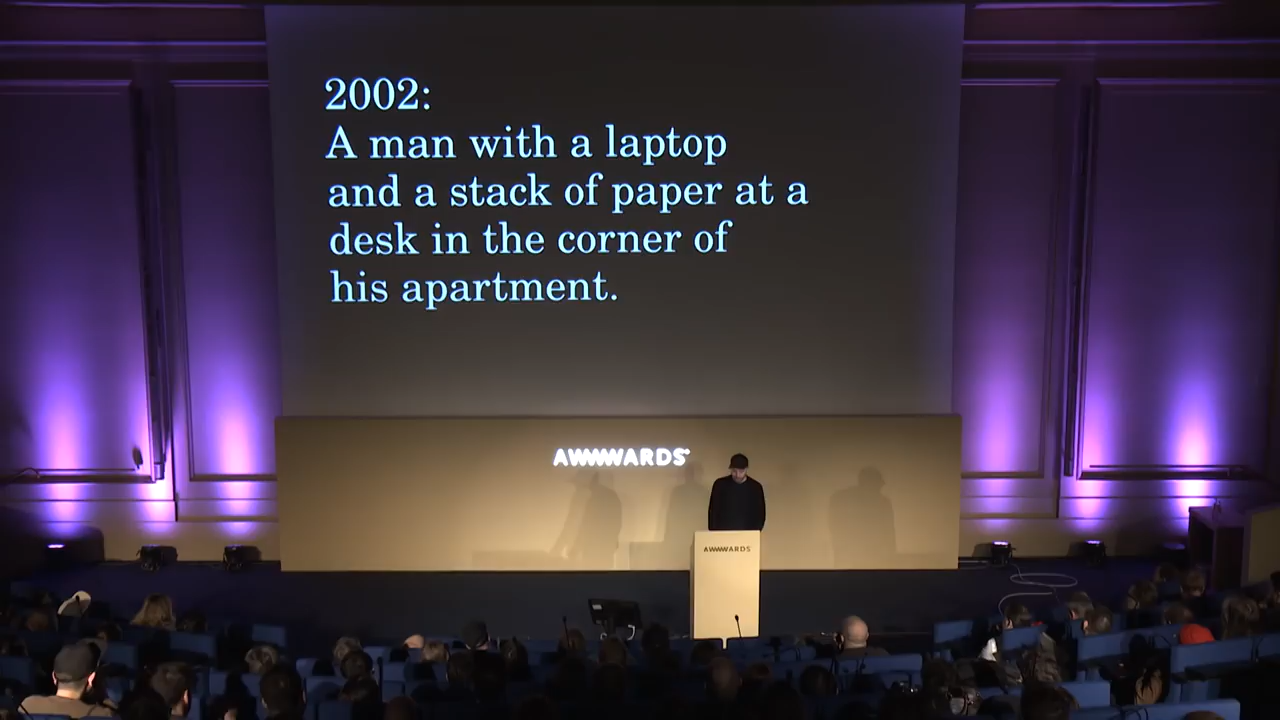 2002:
A man with a laptop
and a stack of paper at a
desk in the corner of
his apartment.
AWWWARDS
AWWWARDS